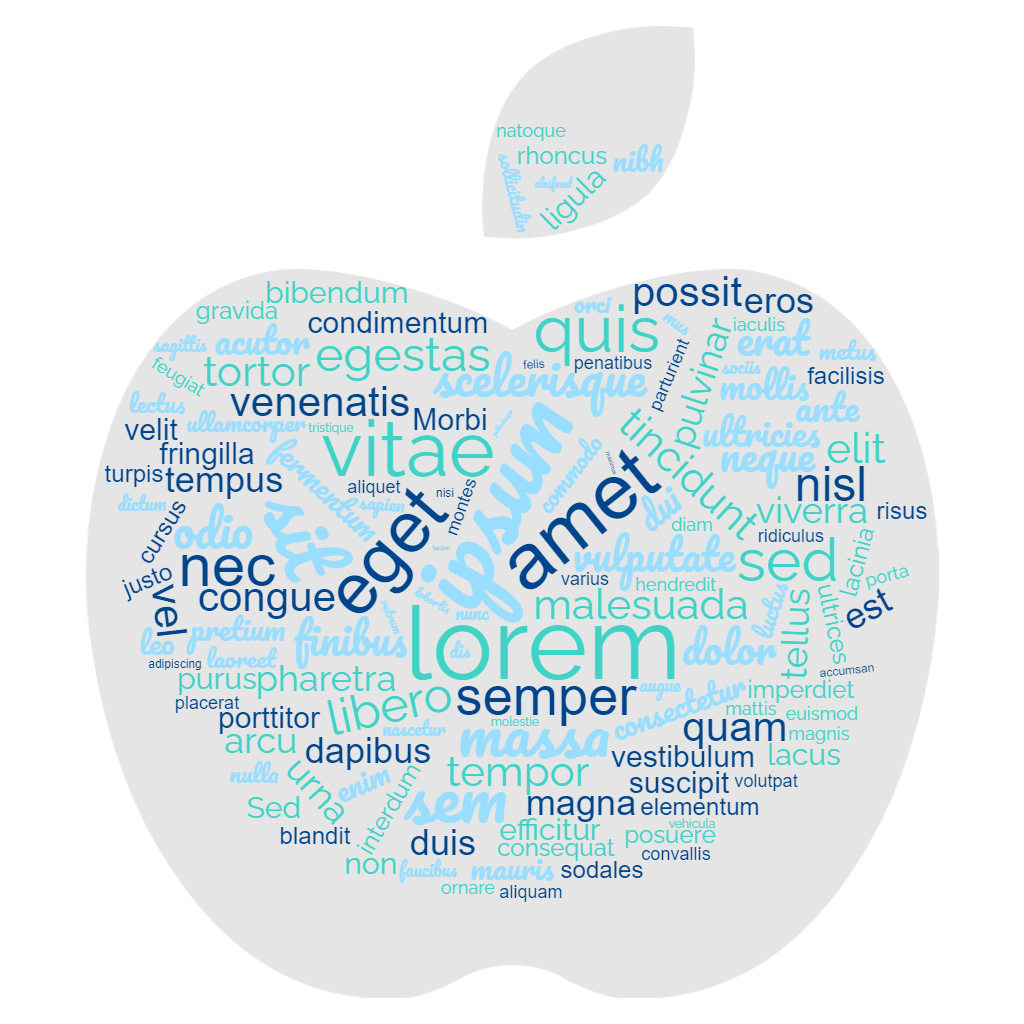 natoque
rhoncus
nibh
sollicitudin
eleifend
ligula
bibendum
gravida
condimentum
orci
possit
eros
quis
mus
iaculis
sagittis
acutor
egestas
pulvinar
erat
metus
feugiat
tortor
felis
penatibus
parturient
sociis
facilisis
scelerisque
mollis
lectus
venenatis
Morbi
ante
velit
ullamcorper
tristique
vitae
ipsum
tincidunt
ultricies
elit
fringilla
fermentum
commodo
neque
turpis
tempus
aliquet
nisi
montes
maximus
amet
nisl
dictum
sapien
dui
viverra
risus
cursus
odio
sit
eget
diam
ridiculus
nec
facilisi
vulputate
sed
lacinia
justo
varius
hendredit
porta
vel
congue
rutrum
lobortis
nunc
malesuada
luctus
tellus
ultrices
est
leo
pretium
finibus
lorem
dis
dolor
laoreet
adipiscing
accumsan
purus
pharetra
semper
augue
consectetur
imperdiet
placerat
porttitor
libero
nascetur
molestie
mattis
euismod
arcu
dapibus
massa
quam
magnis
nulla
urna
enim
interdum
tempor
vestibulum
lacus
suscipit
volutpat
Sed
sem
magna
elementum
blandit
duis
efficitur
vehicula
posuere
consequat
convallis
non
faucibus
mauris
sodales
ornare
aliquam